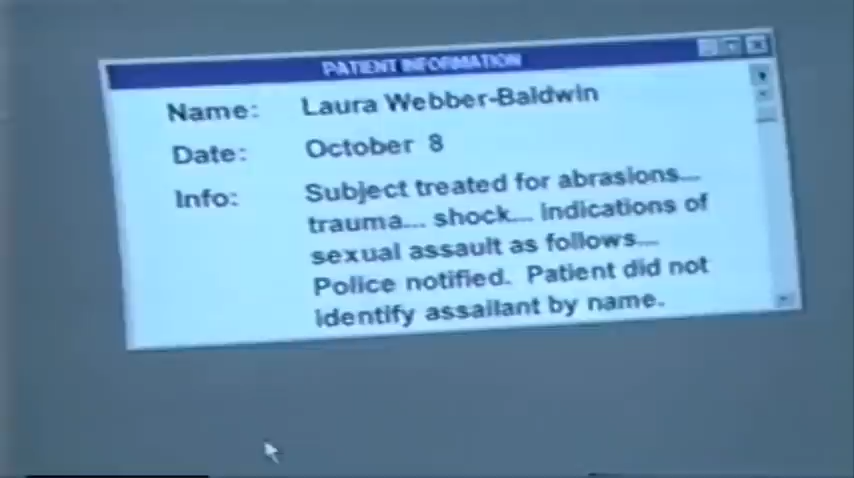 PATIENT INFORMATION
Name: Laura Webber-Baldwin
Date: October 8
Info: Subject treated for abrasions...
trauma... shock... indications of
sexual assault as follows...
Police notified. Patient did not
identify assailant by name.